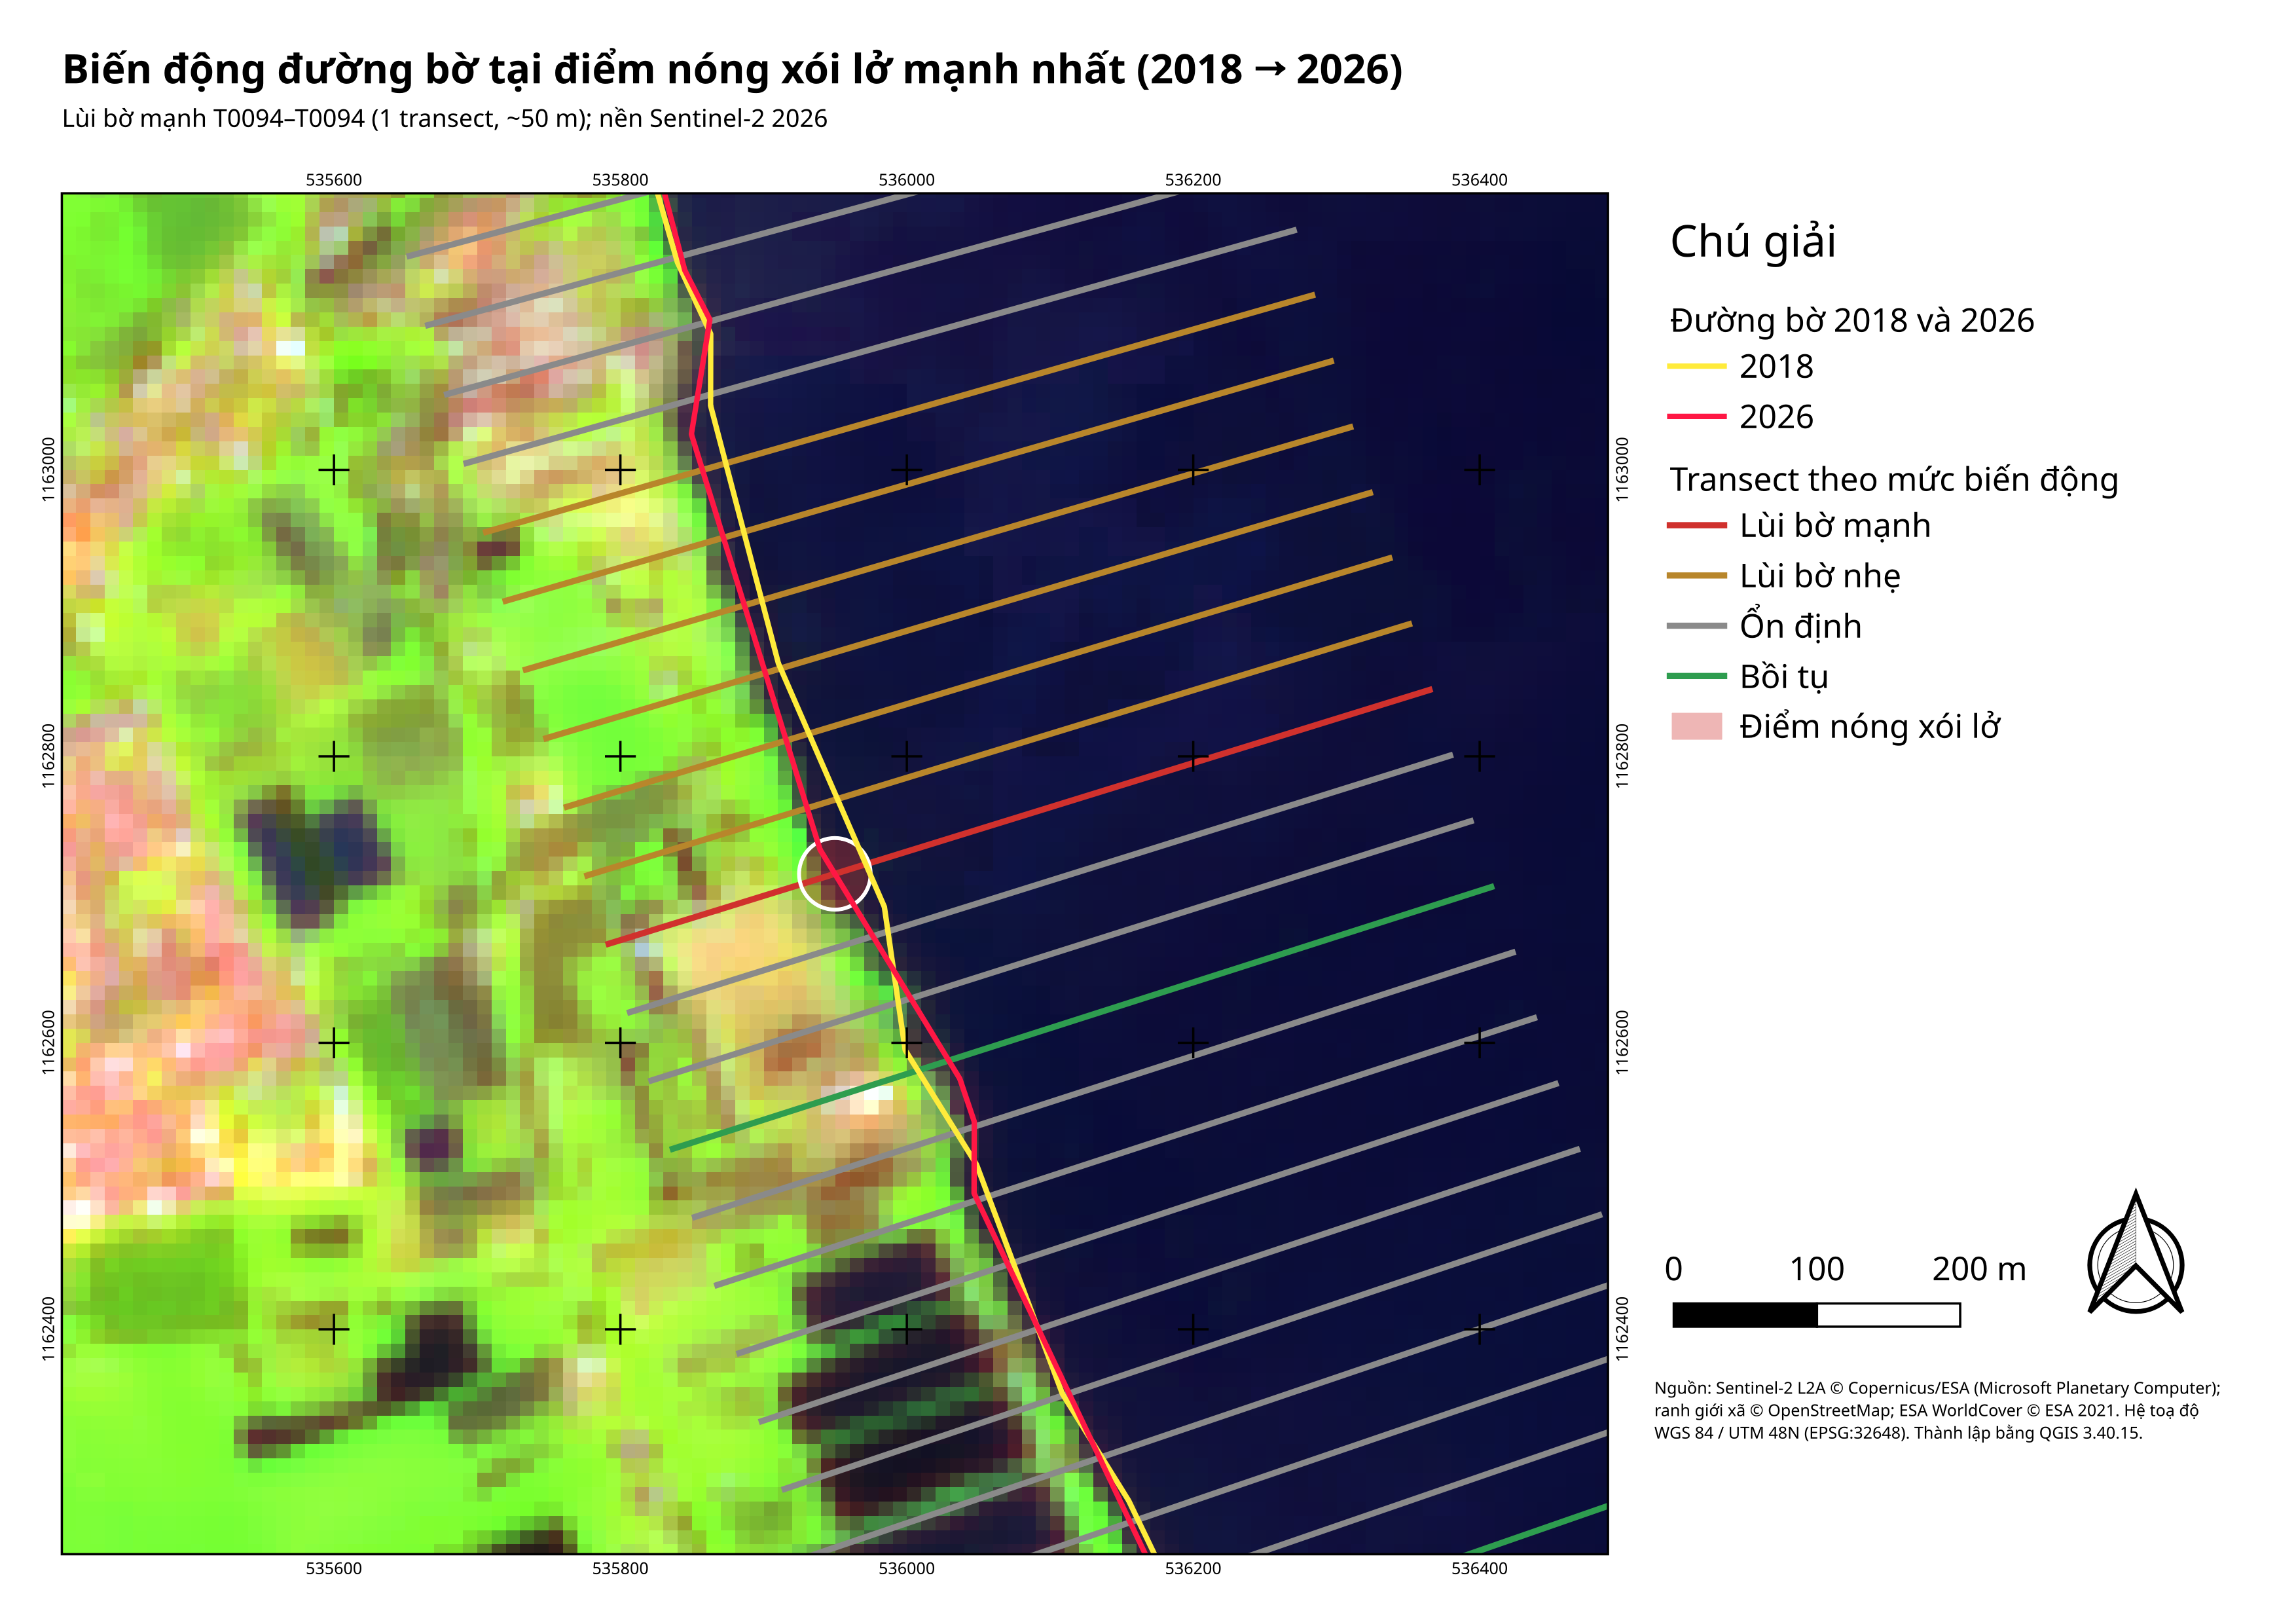 Biến động đường bờ tại điểm nóng xói lở mạnh nhất (2018 → 2026)
Lùi bờ mạnh T0094–T0094 (1 transect, ~50 m); nền Sentinel-2 2026
535600 535800 536000 536200 536400
1163000 1163000
1162800 1162800
1162600 1162600
1162400 1162400
535600 535800 536000 536200 536400
Chú giải
Đường bờ 2018 và 2026
2018
2026
Transect theo mức biến động
Lùi bờ mạnh
Lùi bờ nhẹ
Ổn định
Bồi tụ
Điểm nóng xói lở
0 100 200 m
Nguồn: Sentinel-2 L2A © Copernicus/ESA (Microsoft Planetary Computer);
ranh giới xã © OpenStreetMap; ESA WorldCover © ESA 2021. Hệ toạ độ
WGS 84 / UTM 48N (EPSG:32648). Thành lập bằng QGIS 3.40.15.